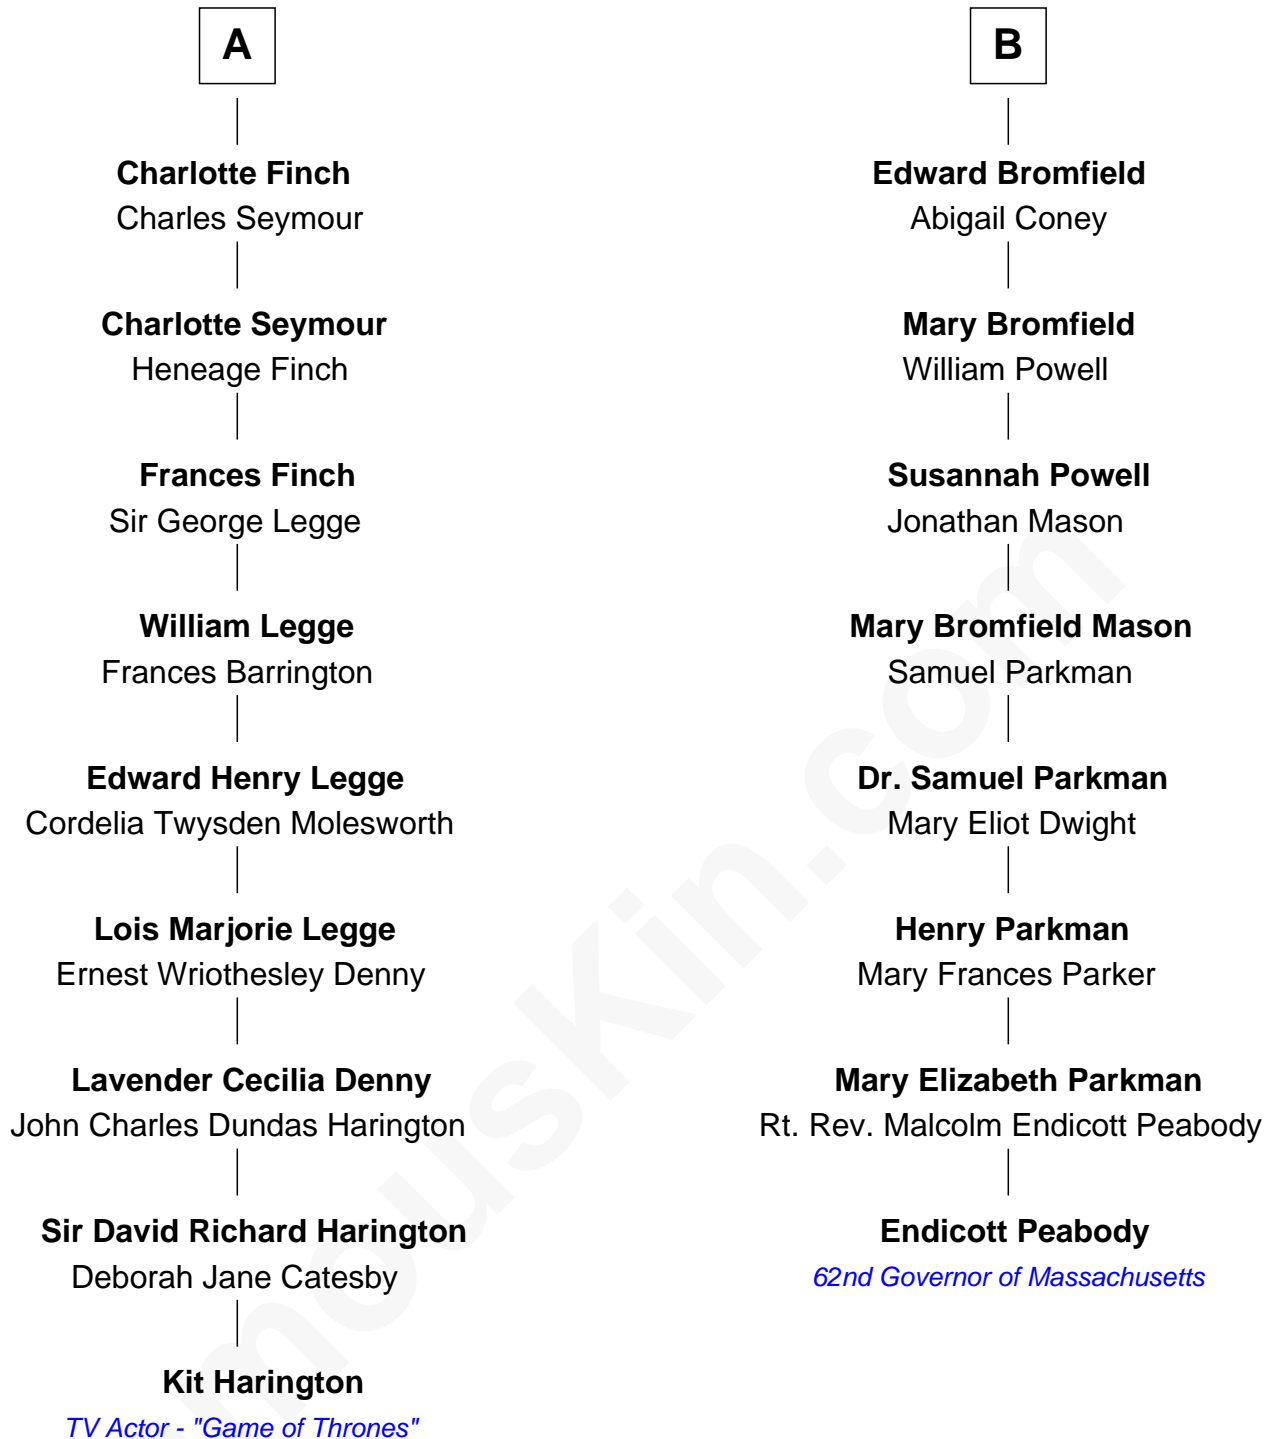 A
Charlotte Finch
Charles Seymour
Charlotte Seymour
Heneage Finch
Frances Finch
Sir George Legge
William Legge
Frances Barrington
Edward Henry Legge
Cordelia Twysden Molesworth
Lois Marjorie Legge
Ernest Wriothesley Denny
Lavender Cecilia Denny
John Charles Dundas Harington
Sir David Richard Harington
Deborah Jane Catesby
Kit Harington
TV Actor - "Game of Thrones"
B
Edward Bromfield
Abigail Coney
Mary Bromfield
William Powell
Susannah Powell
Jonathan Mason
Mary Bromfield Mason
Samuel Parkman
Dr. Samuel Parkman
Mary Eliot Dwight
Henry Parkman
Mary Frances Parker
Mary Elizabeth Parkman
Rt. Rev. Malcolm Endicott Peabody
Endicott Peabody
62nd Governor of Massachusetts
mousKin.com